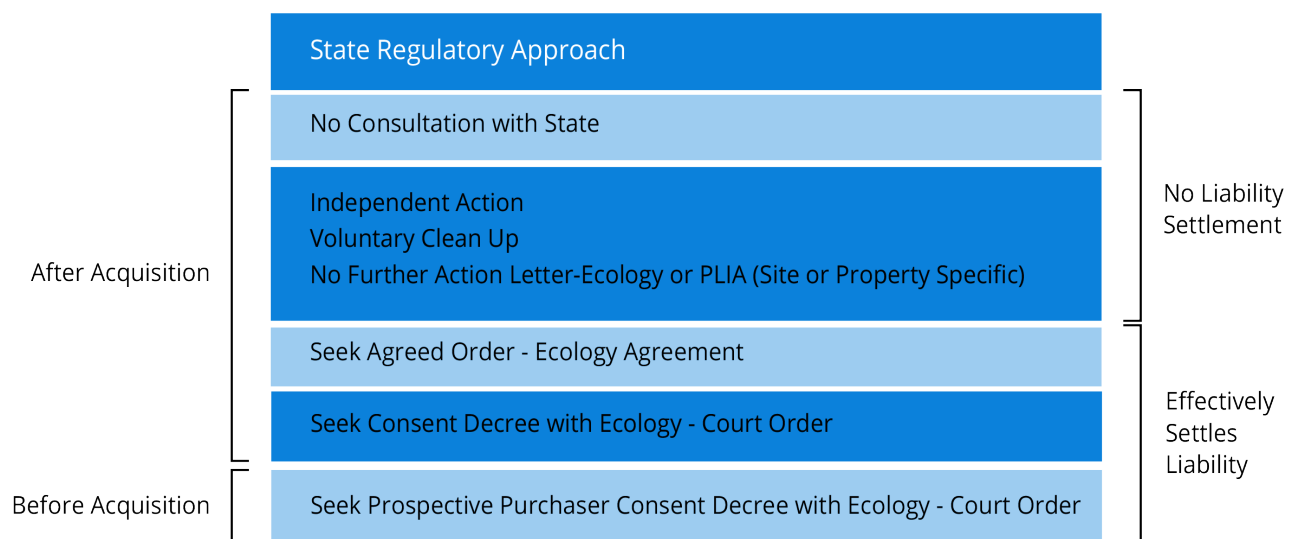 State Regulatory Approach
No Consultation with State
Independent Action
Voluntary Clean Up
No Further Action Letter-Ecology or PLIA (Site or Property Specific)
Seek Agreed Order - Ecology Agreement
Seek Consent Decree with Ecology - Court Order
Seek Prospective Purchaser Consent Decree with Ecology - Court Order
After Acquisition
Before Acquisition
No Liability
Settlement
Effectively
Settles
Liability